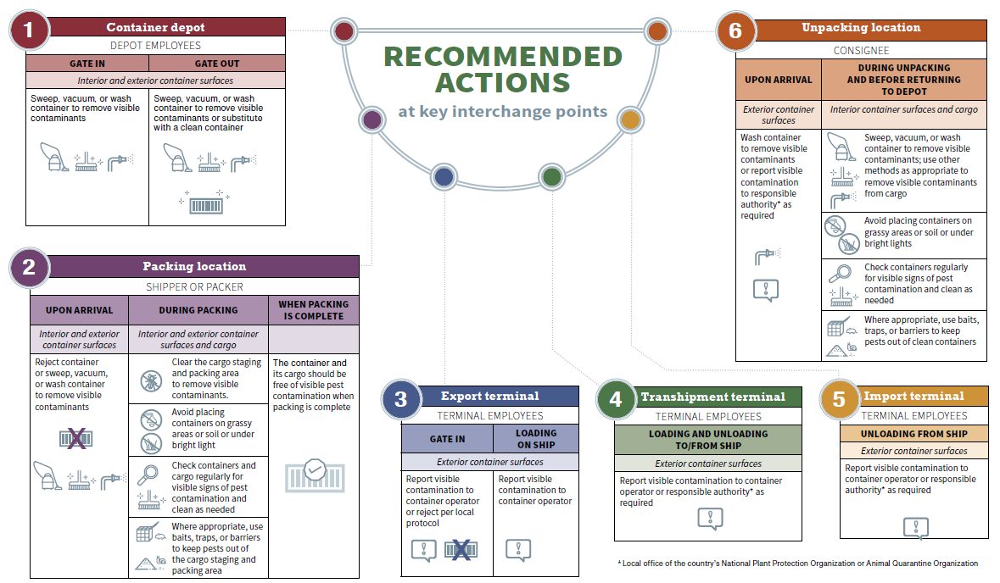 RECOMMENDED
ACTIONS
at key interchange points
1
Container depot
DEPOT EMPLOYEES
GATE IN
GATE OUT
Interior and exterior container surfaces
Sweep, vacuum, or wash
container to remove visible
contaminants
Sweep, vacuum, or wash
container to remove visible
contaminants or substitute
with a clean container
2
Packing location
SHIPPER OR PACKER
UPON ARRIVAL
DURING PACKING
WHEN PACKING
IS COMPLETE
Interior and exterior
container surfaces
Interior and exterior container
surfaces and cargo
Reject container
or sweep, vacuum,
or wash container
to remove visible
contaminants
X
Clear the cargo staging
and packing area
to remove visible
contaminants.
Avoid placing
containers on grassy
areas or soil or under
bright light
Check containers and
cargo regularly for
visible signs of pest
contamination and
clean as needed
Where appropriate, use
baits, traps, or barriers
to keep pests out of
the cargo staging and
packing area
The container and
its cargo should be
free of visible pest
contamination when
packing is complete
3
Export terminal
TERMINAL EMPLOYEES
GATE IN
LOADING
ON SHIP
Exterior container surfaces
Report visible
contamination to
container operator
or reject per local
protocol
!
X
Report visible
contamination to
container operator
!
4
Transhipment terminal
TERMINAL EMPLOYEES
LOADING AND UNLOADING
TO/FROM SHIP
Exterior container surfaces
Report visible contamination to container
operator or responsible authority* as
required
!
5
Import terminal
TERMINAL EMPLOYEES
UNLOADING FROM SHIP
Exterior container surfaces
Report visible contamination to
container operator or responsible
authority* as required
!
6
Unpacking location
CONSIGNEE
UPON ARRIVAL
DURING UNPACKING
AND BEFORE RETURNING
TO DEPOT
Exterior container
surfaces
Interior container surfaces and cargo
Wash container
to remove visible
contaminants
or report visible
contamination
to responsible
authority* as
required
!
Sweep, vacuum, or wash
container to remove visible
contaminants; use other
methods as appropriate to
remove visible contaminants
from cargo
Avoid placing containers on
grassy areas or soil or under
bright lights
Check containers regularly
for visible signs of pest
contamination and clean as
needed
Where appropriate, use baits,
traps, or barriers to keep
pests out of clean containers
* Local office of the country's National Plant Protection Organization or Animal Quarantine Organization